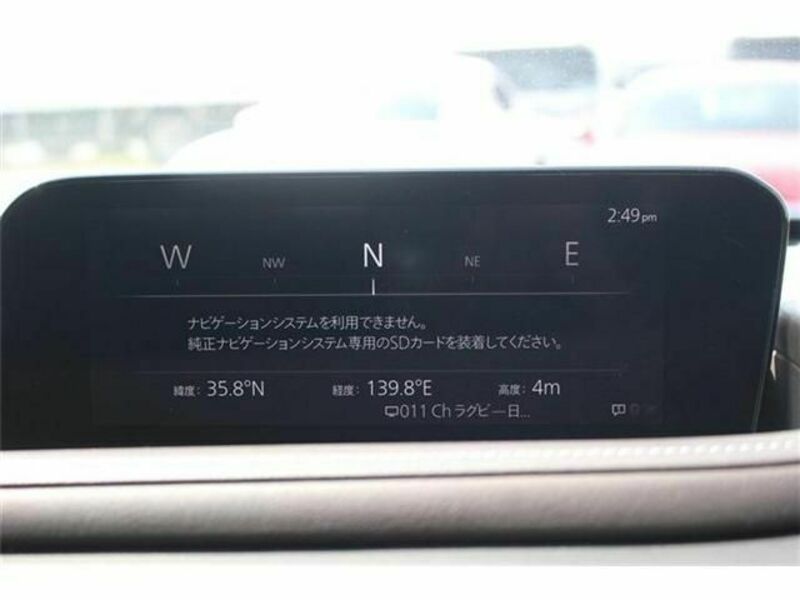 2:49pm
W NW N NE E
ナビゲーションシステムを利用できません。
純正ナビゲーションシステム専用のSDカードを装着してください。
緯度: 35.8°N 経度: 139.8°E 高度: 4m
011 Ch ラグビー日...